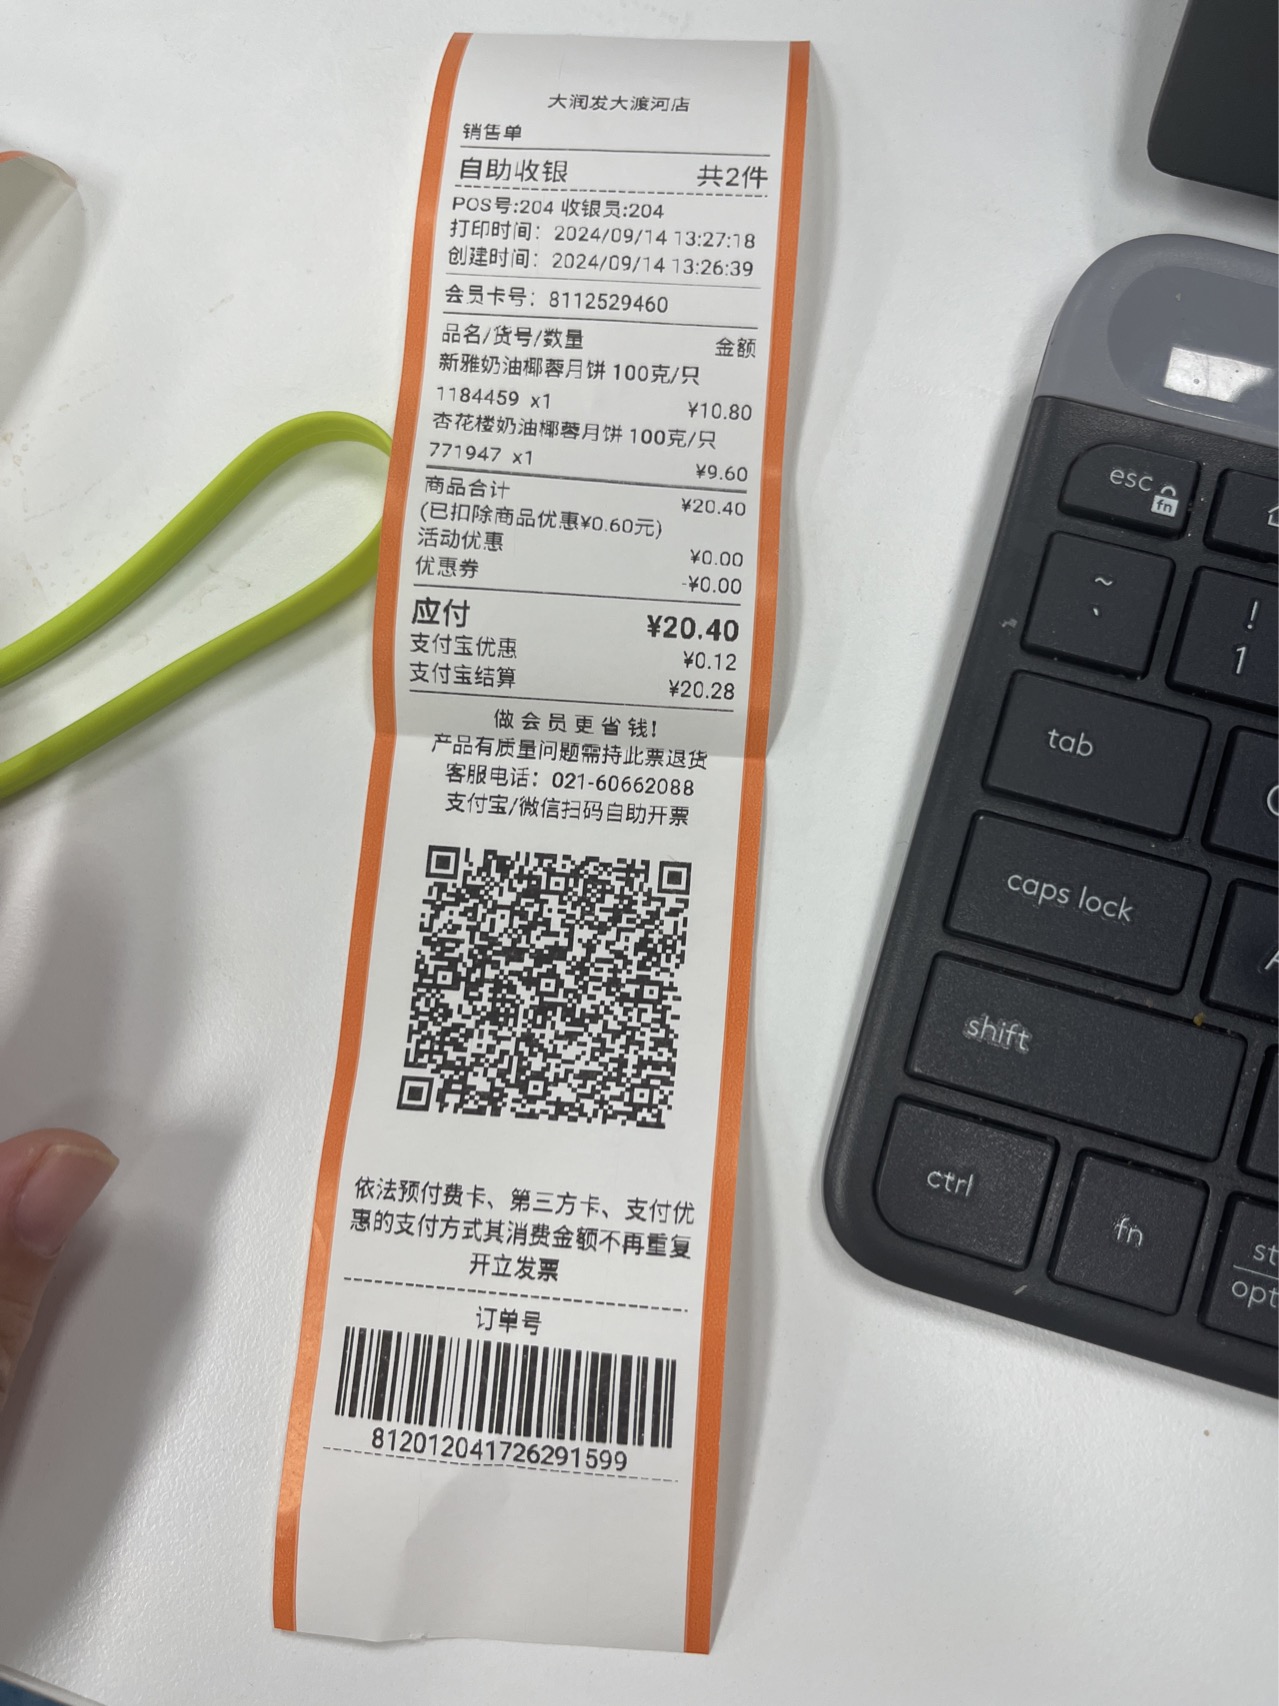 大润发大渡河店
销售单
自助收银 共2件
POS号:204 收银员:204
打印时间: 2024/09/14 13:27:18
创建时间: 2024/09/14 13:26:39
会员卡号: 8112529460
品名/货号/数量 金额
新雅奶油椰蓉月饼 100克/只
1184459 x1 ¥10.80
杏花楼奶油椰蓉月饼 100克/只
771947 x1 ¥9.60
商品合计 ¥20.40
(已扣除商品优惠¥0.60元)
活动优惠 ¥0.00
优惠券 -¥0.00
应付 ¥20.40
支付宝优惠 ¥0.12
支付宝结算 ¥20.28
做会员更省钱!
产品有质量问题需持此票退货
客服电话: 021-60662088
支付宝/微信扫码自助开票
依法预付费卡、第三方卡、支付优
惠的支付方式其消费金额不再重复
开立发票
订单号
812012041726291599
esc
fn
~
`
!
1
tab
caps lock
A
shift
ctrl
fn
st
opt